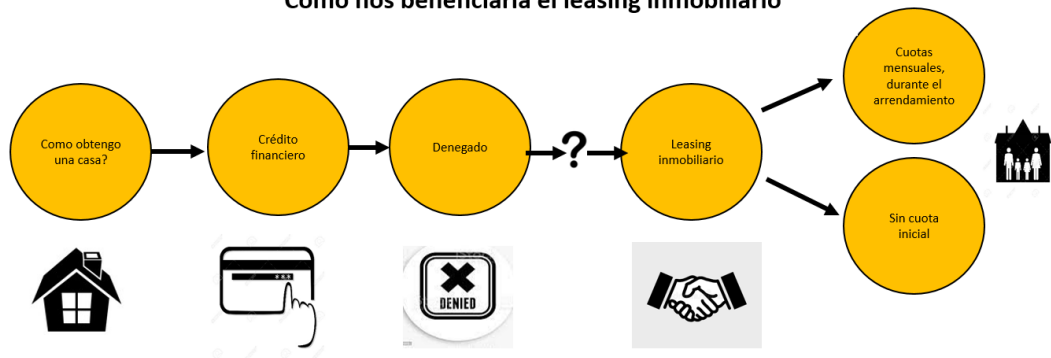 Como nos beneficiaría el leasing inmobiliario
Como obtengo
una casa?
Crédito
financiero
Denegado
?
Leasing
inmobiliario
Cuotas
mensuales,
durante el
arrendamiento
Sin cuota
inicial
***
DENIED